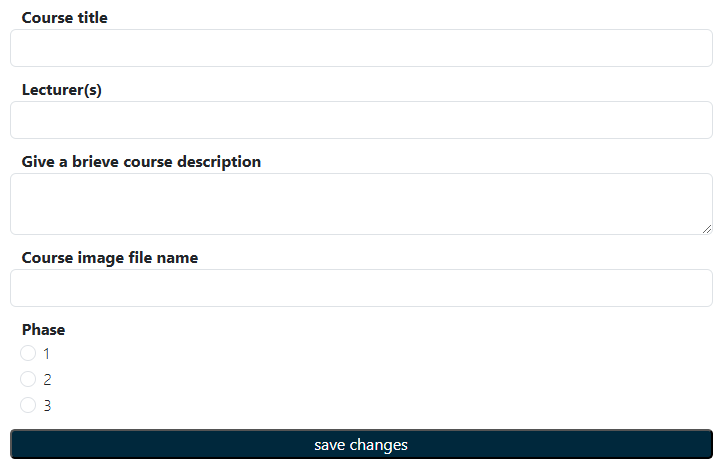 Course title
Lecturer(s)
Give a brieve course description
Course image file name
Phase
1
2
3
save changes